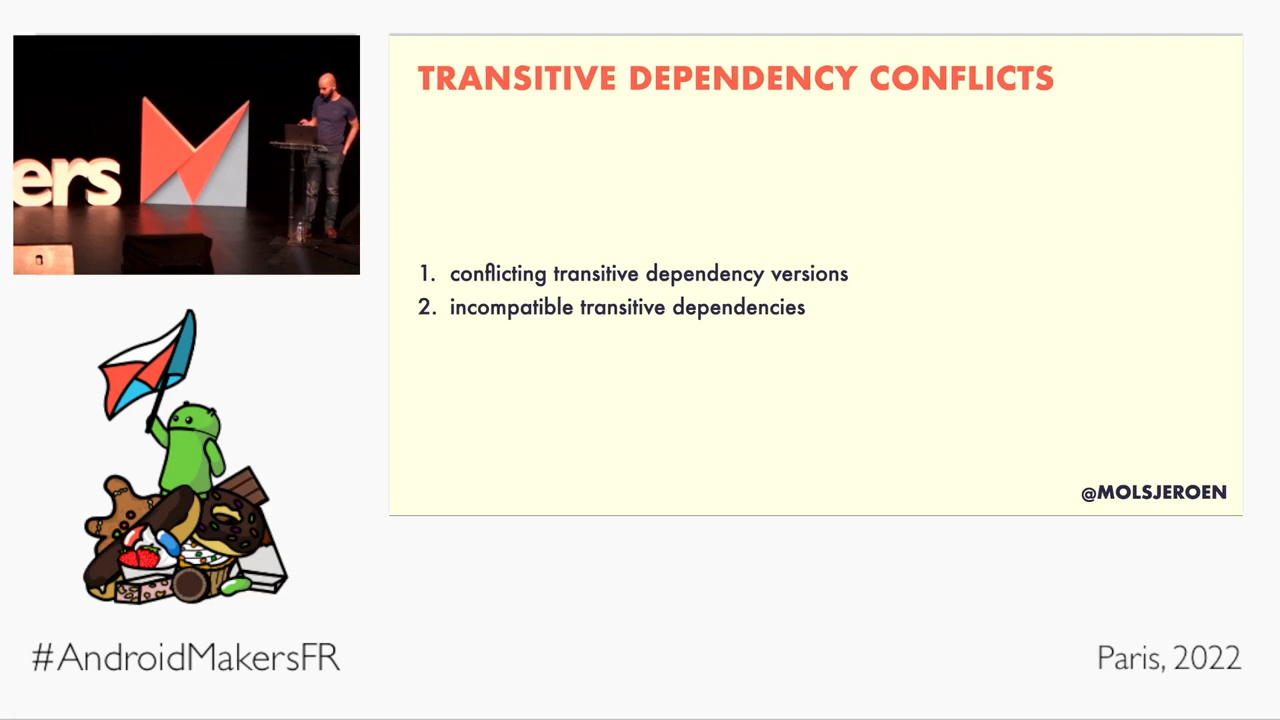 ers
TRANSITIVE DEPENDENCY CONFLICTS
1. conflicting transitive dependency versions
2. incompatible transitive dependencies
@MOLSJEROEN
#AndroidMakersFR
Paris, 2022